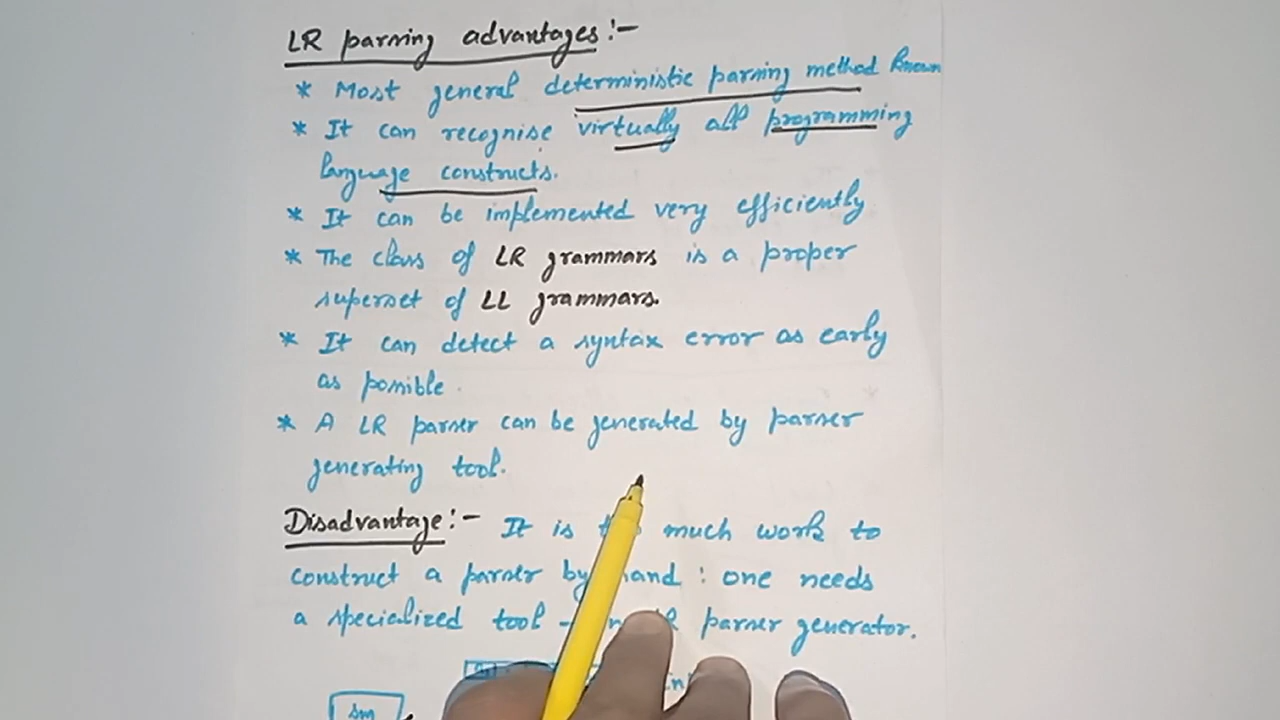 LR parsing advantages :-
* Most general deterministic parsing method known
* It can recognise virtually all programming
language constructs.
* It can be implemented very efficiently
* The class of LR grammars is a proper
superset of LL grammars.
* It can detect a syntax error as early
as possible.
* A LR parser can be generated by parser
generating tool.
Disadvantage :- It is much work to
construct a parser by : one needs
a specialized tool - parser generator.
Sm